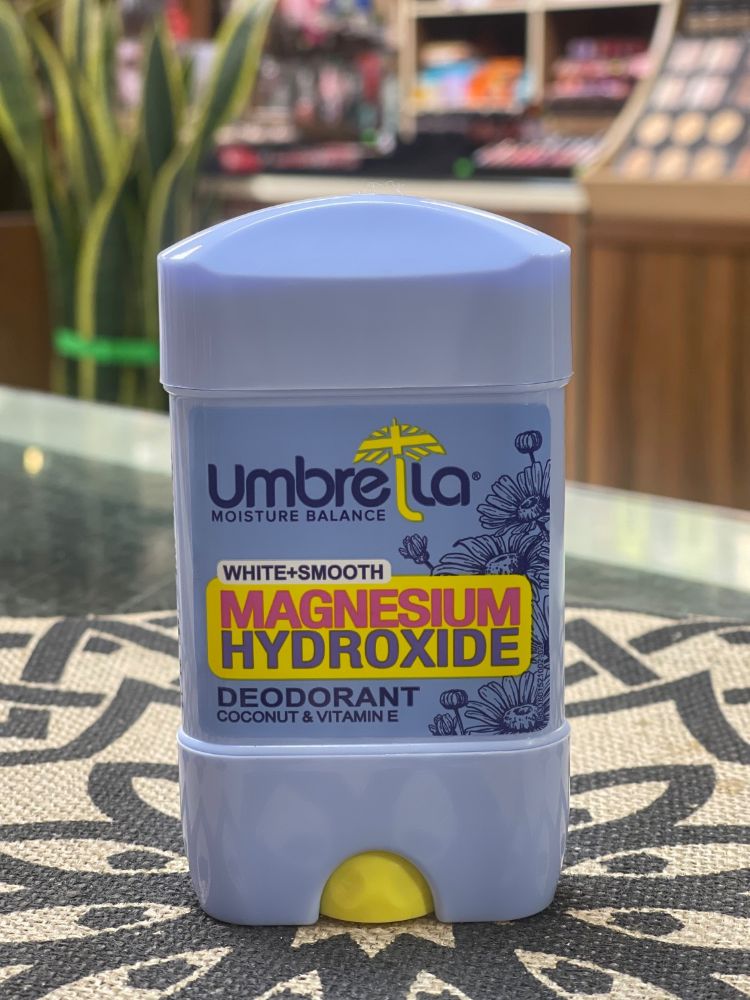 Umbrella®
MOISTURE BALANCE
WHITE+SMOOTH
MAGNESIUM
HYDROXIDE
DEODORANT
COCONUT & VITAMIN E